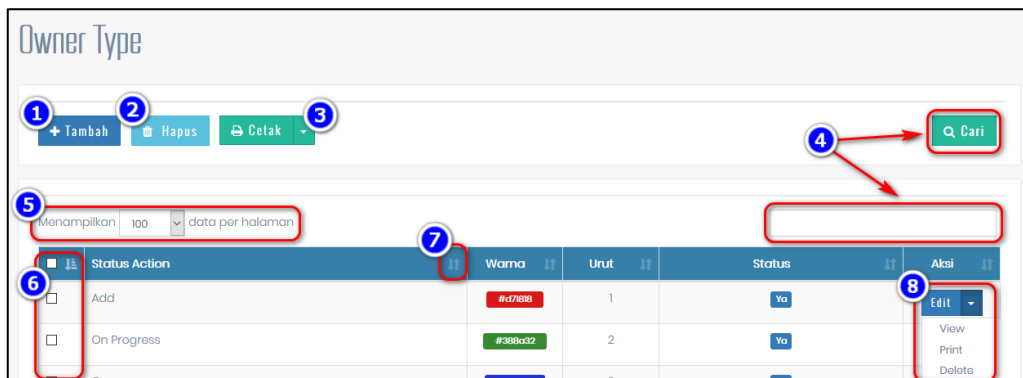 Owner Type
1 2 3 4
+ Tambah Hapus Cetak Cari
5 Menampilkan 100 data per halaman
7
Status Action Warna Urut Status Aksi
6 8
Add #d71818 1 Ya Edit
View
On Progress #388a32 2 Ya Print
Delete